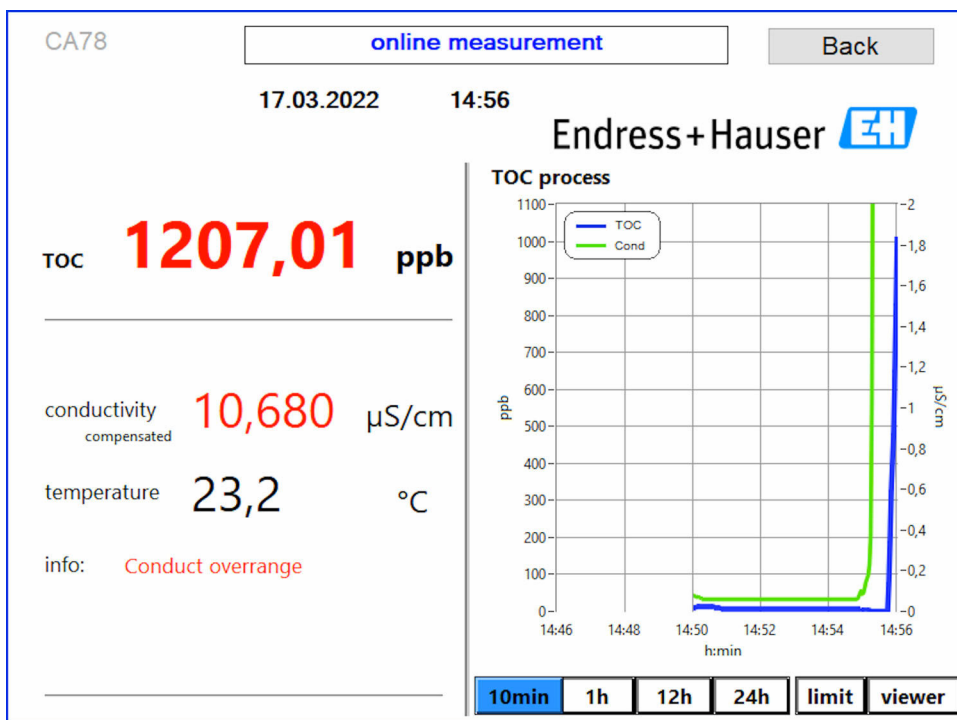 CA78
online measurement
Back
17.03.2022 14:56
Endress+Hauser EH
TOC 1207,01 ppb
conductivity 10,680 µS/cm
compensated
temperature 23,2 °C
info: Conduct overrange
TOC process
TOC
Cond
1100
1000
900
800
700
600
500
400
300
200
100
0
ppb
2
1,8
1,6
1,4
1,2
1
0,8
0,6
0,4
0,2
0
µS/cm
14:46 14:48 14:50 14:52 14:54 14:56
h:min
10min 1h 12h 24h limit viewer